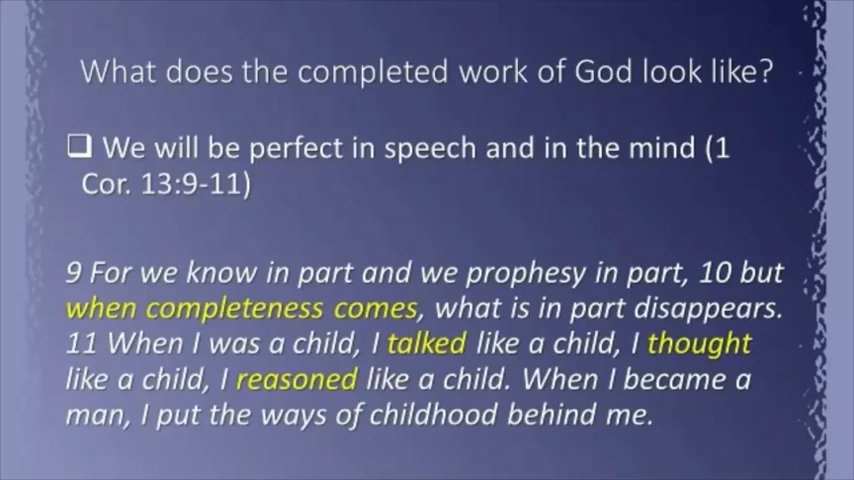 What does the completed work of God look like?
❑ We will be perfect in speech and in the mind (1
Cor. 13:9-11)
9 For we know in part and we prophesy in part, 10 but
when completeness comes, what is in part disappears.
11 When I was a child, I talked like a child, I thought
like a child, I reasoned like a child. When I became a
man, I put the ways of childhood behind me.